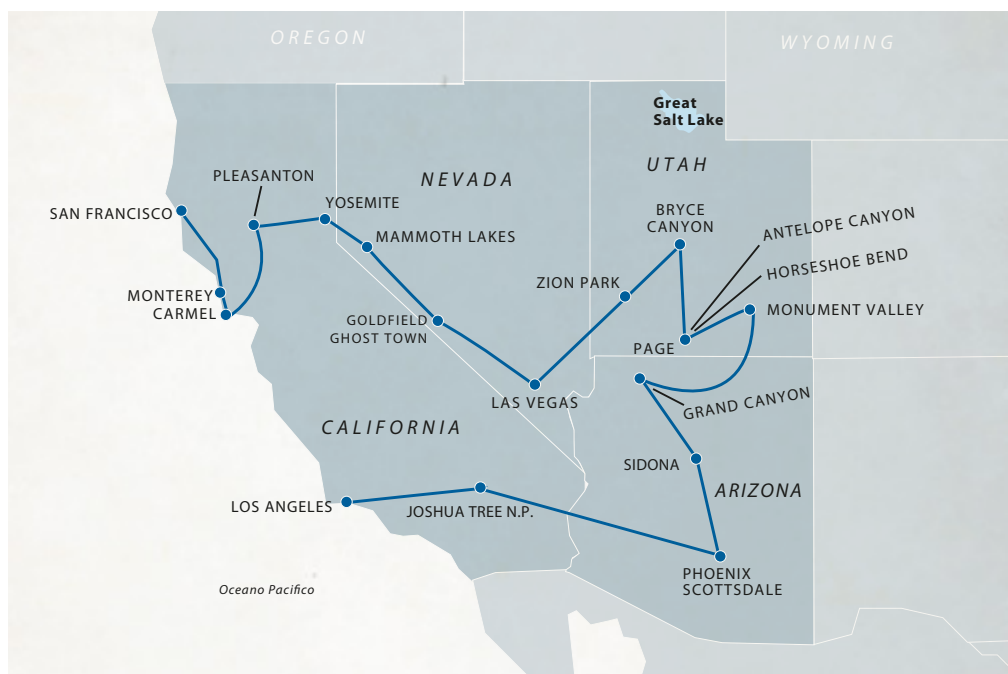 OREGON
WYOMING
Great
Salt Lake
UTAH
PLEASANTON
NEVADA
YOSEMITE
SAN FRANCISCO
BRYCE
CANYON
ANTELOPE CANYON
MAMMOTH LAKES
HORSESHOE BEND
ZION PARK
MONTEREY
CARMEL
MONUMENT VALLEY
GOLDFIELD
GHOST TOWN
PAGE
LAS VEGAS
GRAND CANYON
CALIFORNIA
SIDONA
ARIZONA
LOS ANGELES
JOSHUA TREE N.P.
PHOENIX
SCOTTSDALE
Oceano Pacifico